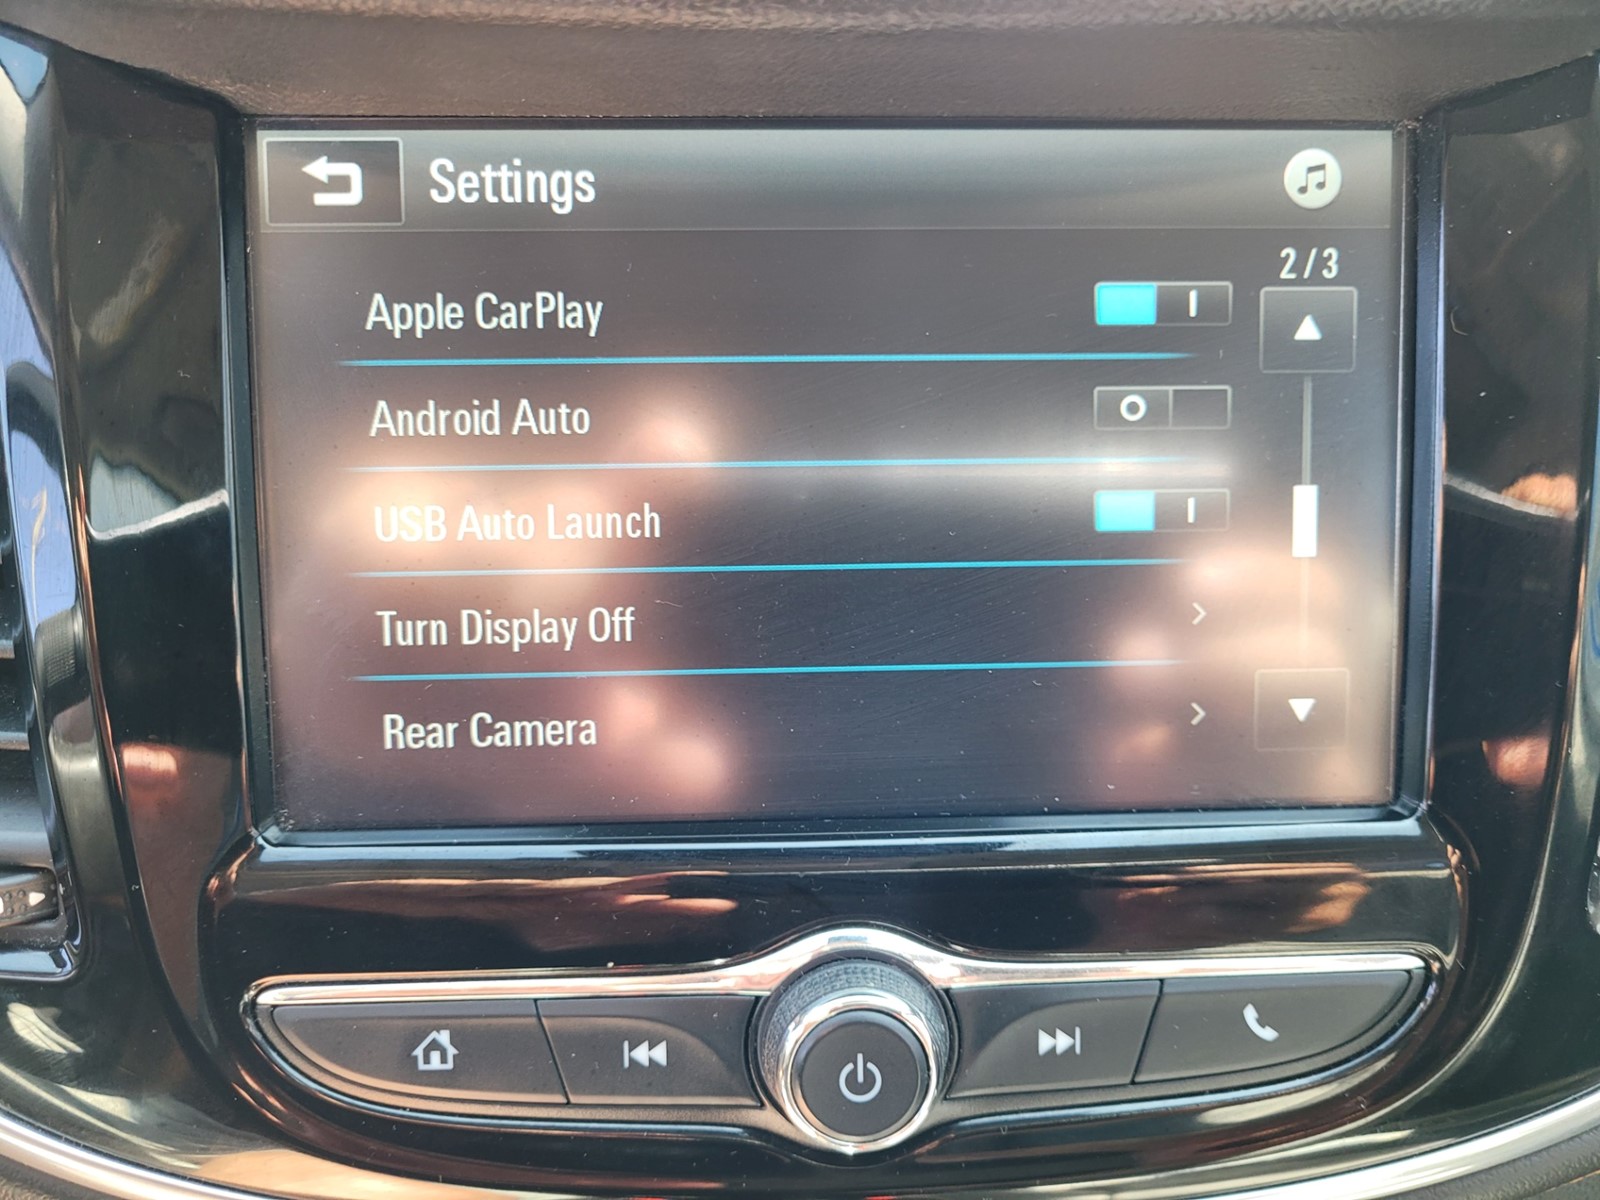 Settings
2/3
Apple CarPlay
Android Auto
USB Auto Launch
Turn Display Off
Rear Camera